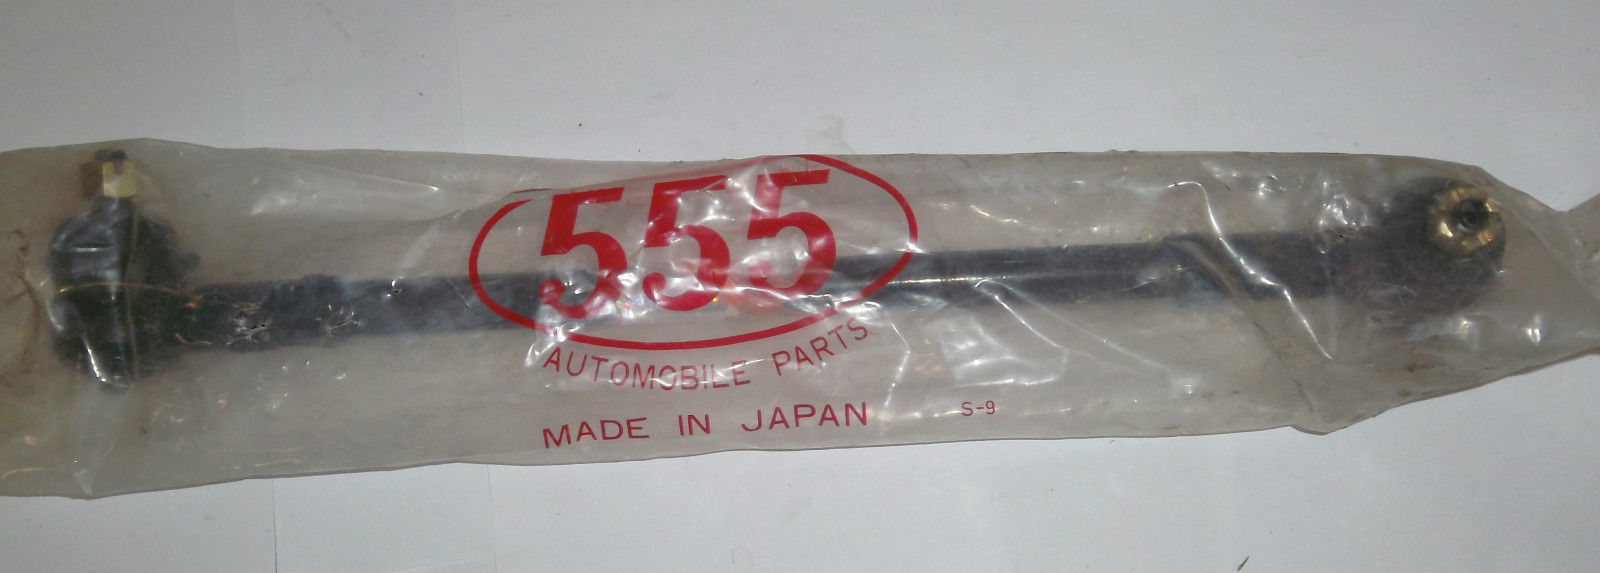 555
AUTOMOBILE PARTS
MADE IN JAPAN
S-9